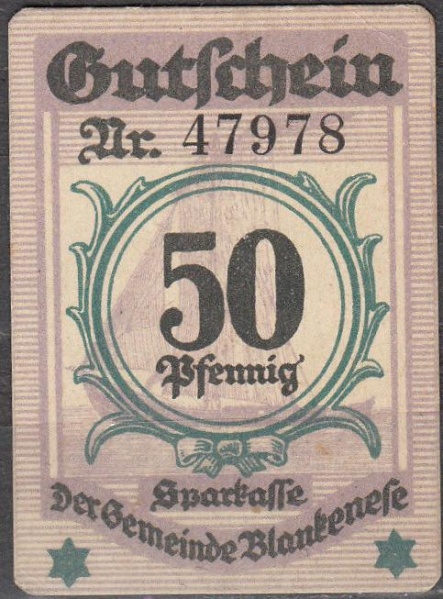 Gutschein
Nr. 47978
50
Pfennig
Sparkasse
Der Gemeinde Blankenese